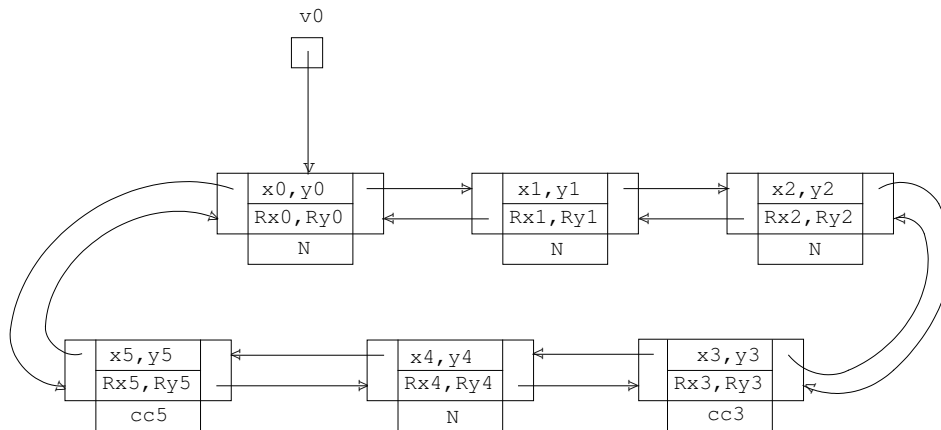 v0
x0,y0
x1,y1
x2,y2
Rx0,Ry0
Rx1,Ry1
Rx2,Ry2
N
N
N
x5,y5
x4,y4
x3,y3
Rx5,Ry5
Rx4,Ry4
Rx3,Ry3
cc5
N
cc3